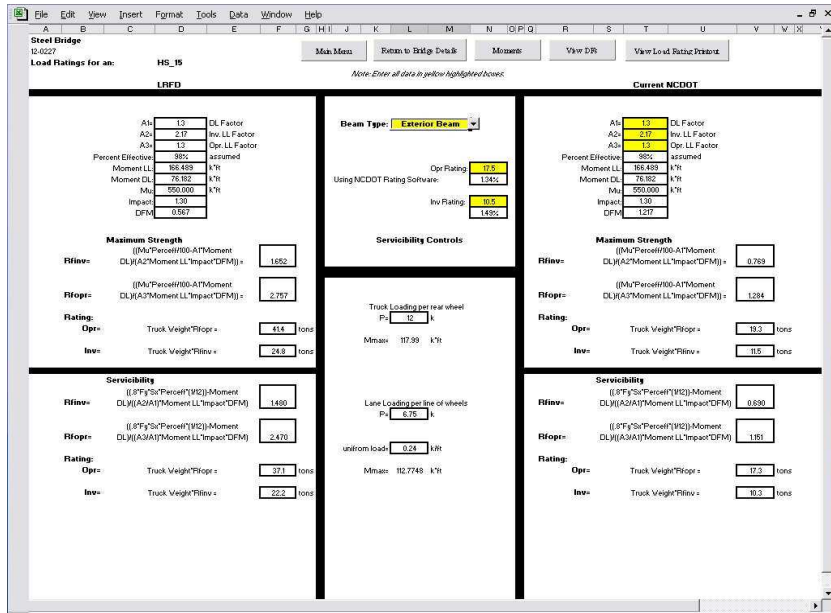 File Edit View Insert Format Tools Data Window Help
A B C D E F G H I J K L M N O P Q R S T U V W X
Steel Bridge
12-0227
Load Ratings for an: HS_15
Main Menu Return to Bridge Details Moments View DFs View Load Rating Printout
Note: Enter all data in yellow highlighted boxes.
LRFD
A1= 1.3 DL Factor
A2= 2.17 Inv. LL Factor
A3= 1.3 Opr. LL Factor
Percent Effective: 98% assumed
Moment LL: 166.489 k*ft
Moment DL: 76.182 k*ft
Mu: 550.000 k*ft
Impact: 1.30
DFM 0.567
Maximum Strength
((Mu*Perceff/100-A1*Moment
Rfinv= DL)/(A2*Moment LL*Impact*DFM)) = 1.652
((Mu*Perceff/100-A1*Moment
Rfopr= DL)/(A3*Moment LL*Impact*DFM)) = 2.757
Rating:
Opr= Truck Weight*Rfopr = 41.4 tons
Inv= Truck Weight*Rfinv = 24.8 tons
Servicibility
((.8*Fy*Sx*Perceff*(1/12))-Moment
Rfinv= DL)/((A2/A1)*Moment LL*Impact*DFM) 1.480
((.8*Fy*Sx*Perceff*(1/12))-Moment
Rfopr= DL)/((A3/A1)*Moment LL*Impact*DFM) 2.470
Rating:
Opr= Truck Weight*Rfopr = 37.1 tons
Inv= Truck Weight*Rfinv = 22.2 tons
Beam Type: Exterior Beam
Opr Rating: 17.5
Using NCDOT Rating Software: 1.34%
Inv Rating: 10.5
1.49%
Servicibility Controls
Truck Loading per rear wheel
P= 12 k
Mmax= 117.99 k*ft
Lane Loading per line of wheels
P= 6.75 k
unifrom load= 0.24 k/ft
Mmax= 112.7748 k*ft
Current NCDOT
A1= 1.3 DL Factor
A2= 2.17 Inv. LL Factor
A3= 1.3 Opr. LL Factor
Percent Effective: 98% assumed
Moment LL: 166.489 k*ft
Moment DL: 76.182 k*ft
Mu: 550.000 k*ft
Impact: 1.30
DFM 1.217
Maximum Strength
((Mu*Perceff/100-A1*Moment
Rfinv= DL)/(A2*Moment LL*Impact*DFM)) = 0.769
((Mu*Perceff/100-A1*Moment
Rfopr= DL)/(A3*Moment LL*Impact*DFM)) = 1.284
Rating:
Opr= Truck Weight*Rfopr = 19.3 tons
Inv= Truck Weight*Rfinv = 11.5 tons
Servicibility
((.8*Fy*Sx*Perceff*(1/12))-Moment
Rfinv= DL)/((A2/A1)*Moment LL*Impact*DFM) 0.690
((.8*Fy*Sx*Perceff*(1/12))-Moment
Rfopr= DL)/((A3/A1)*Moment LL*Impact*DFM) 1.151
Rating:
Opr= Truck Weight*Rfopr = 17.3 tons
Inv= Truck Weight*Rfinv = 10.3 tons